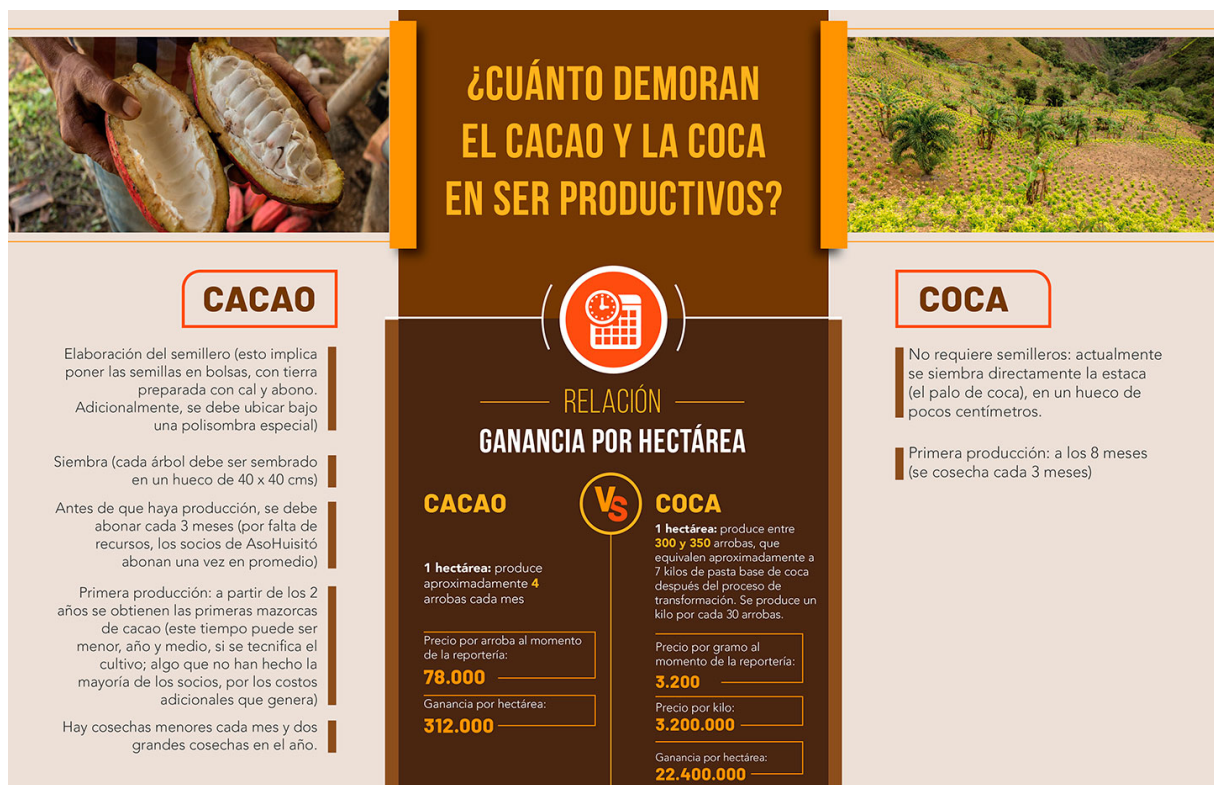 ¿CUÁNTO DEMORAN
EL CACAO Y LA COCA
EN SER PRODUCTIVOS?
CACAO
Elaboración del semillero (esto implica
poner las semillas en bolsas, con tierra
preparada con cal y abono.
Adicionalmente, se debe ubicar bajo
una polisombra especial)
Siembra (cada árbol debe ser sembrado
en un hueco de 40 x 40 cms)
Antes de que haya producción, se debe
abonar cada 3 meses (por falta de
recursos, los socios de AsoHuisitó
abonan una vez en promedio)
Primera producción: a partir de los 2
años se obtienen las primeras mazorcas
de cacao (este tiempo puede ser
menor, año y medio, si se tecnifica el
cultivo; algo que no han hecho la
mayoría de los socios, por los costos
adicionales que genera)
Hay cosechas menores cada mes y dos
grandes cosechas en el año.
RELACIÓN
GANANCIA POR HECTÁREA
CACAO
VS
COCA
1 hectárea: produce
aproximadamente 4
arrobas cada mes
Precio por arroba al momento
de la reportería:
78.000
Ganancia por hectárea:
312.000
1 hectárea: produce entre
300 y 350 arrobas, que
equivalen aproximadamente a
7 kilos de pasta base de coca
después del proceso de
transformación. Se produce un
kilo por cada 30 arrobas.
Precio por gramo al
momento de la reportería:
3.200
Precio por kilo:
3.200.000
Ganancia por hectárea:
22.400.000
COCA
No requiere semilleros: actualmente
se siembra directamente la estaca
(el palo de coca), en un hueco de
pocos centímetros.
Primera producción: a los 8 meses
(se cosecha cada 3 meses)